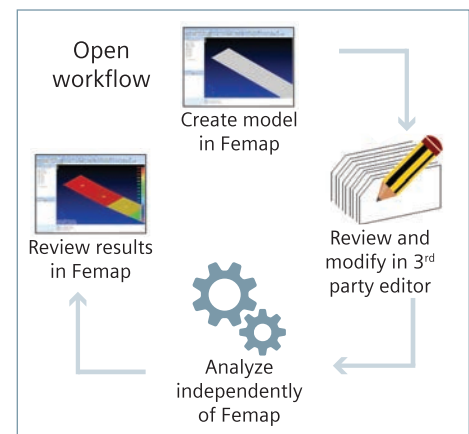 Open
workflow
Create model
in Femap
Review and
modify in 3rd
party editor
Analyze
independently
of Femap
Review results
in Femap